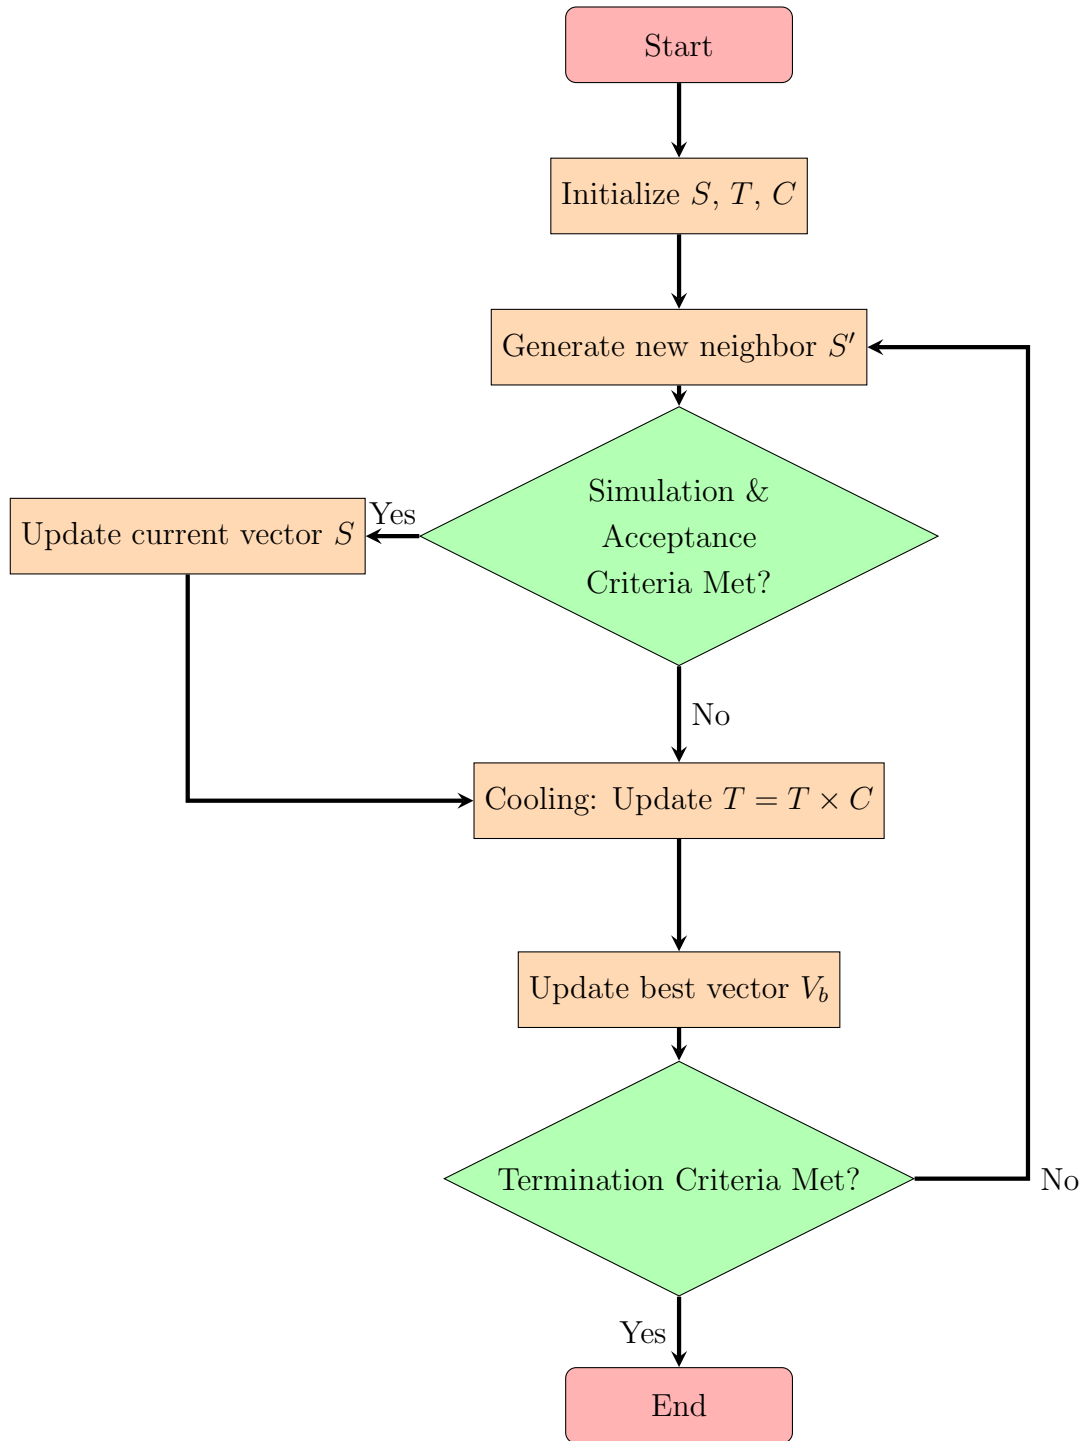 Start
Initialize S, T, C
Generate new neighbor S′
Simulation &
Acceptance
Criteria Met?
Yes
Update current vector S
No
Cooling: Update T = T × C
Update best vector V_b
Termination Criteria Met?
No
Yes
End